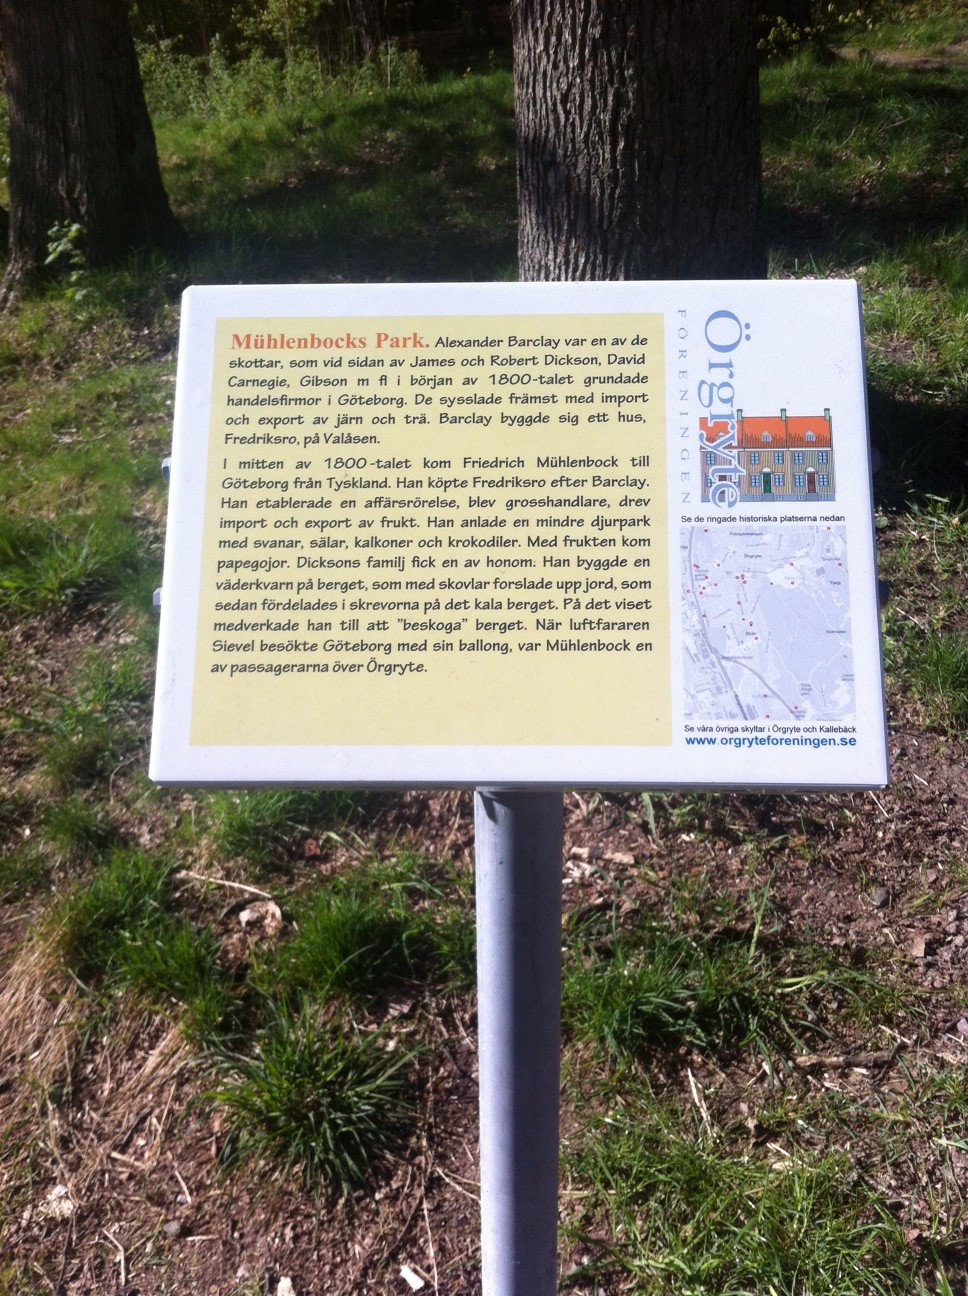 Mühlenbocks Park. Alexander Barclay var en av de
skottar, som vid sidan av James och Robert Dickson, David
Carnegie, Gibson m fl i början av 1800-talet grundade
handelsfirmor i Göteborg. De sysslade främst med import
och export av järn och trä. Barclay byggde sig ett hus,
Fredriksro, på Valåsen.
I mitten av 1800-talet kom Friedrich Mühlenbock till
Göteborg från Tyskland. Han köpte Fredriksro efter Barclay.
Han etablerade en affärsrörelse, blev grosshandlare, drev
import och export av frukt. Han anlade en mindre djurpark
med svanar, sälar, kalkoner och krokodiler. Med frukten kom
papegojor. Dicksons familj fick en av honom. Han byggde en
väderkvarn på berget, som med skovlar forslade upp jord, som
sedan fördelades i skrevorna på det kala berget. På det viset
medverkade han till att ”beskoga” berget. När luftfararen
Sievel besökte Göteborg med sin ballong, var Mühlenbock en
av passagerarna över Örgryte.
Örgryte
FÖRENINGEN
Se de ringade historiska platserna nedan
Örgryte
Se våra övriga skyltar i Örgryte och Kallebäck
www.orgryteforeningen.se